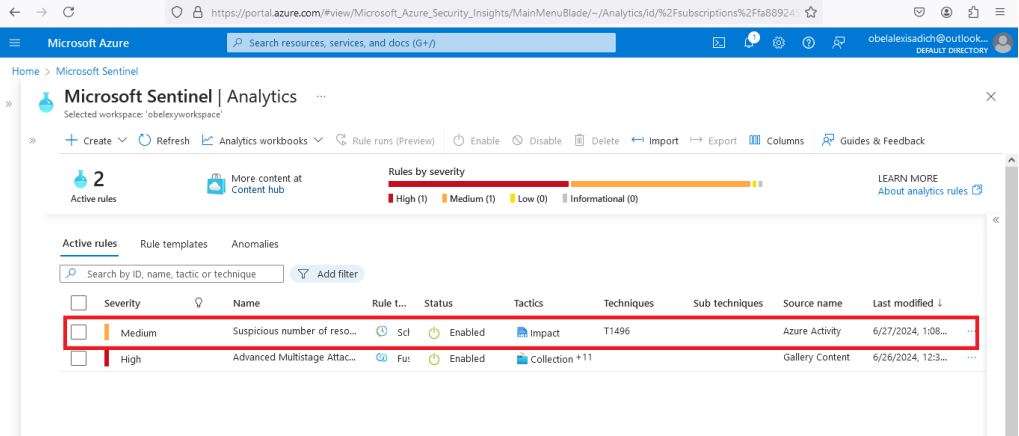 https://portal.azure.com/#view/Microsoft_Azure_Security_Insights/MainMenuBlade/~/Analytics/id/%2Fsubscriptions%2Ffa88924
Microsoft Azure
Search resources, services, and docs (G+/)
1
obelalexisadich@outlook...
DEFAULT DIRECTORY
Home > Microsoft Sentinel
Microsoft Sentinel | Analytics ...
Selected workspace: 'obelexyworkspace'
+ Create Refresh Analytics workbooks Rule runs (Preview) Enable Disable Delete Import Export Columns Guides & Feedback
2
Active rules
More content at
Content hub
Rules by severity
High (1) Medium (1) Low (0) Informational (0)
LEARN MORE
About analytics rules
Active rules Rule templates Anomalies
Search by ID, name, tactic or technique Add filter
Severity Name Rule t... Status Tactics Techniques Sub techniques Source name Last modified ↓
Medium Suspicious number of reso... Sch Enabled Impact T1496 Azure Activity 6/27/2024, 1:08... ...
High Advanced Multistage Attac... Fus Enabled Collection +11 Gallery Content 6/26/2024, 12:3... ...